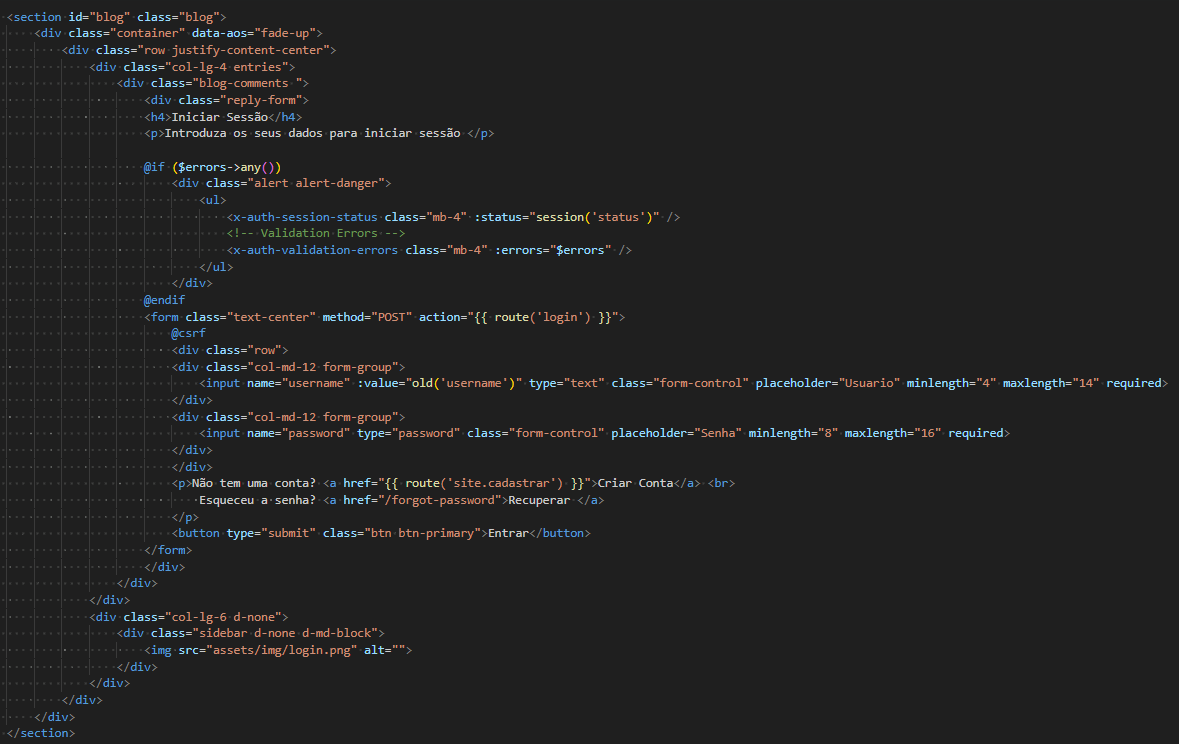 <section id="blog" class="blog">
    <div class="container" data-aos="fade-up">
        <div class="row justify-content-center">
            <div class="col-lg-4 entries">
                <div class="blog-comments ">
                    <div class="reply-form">
                    <h4>Iniciar Sessão</h4>
                    <p>Introduza os seus dados para iniciar sessão </p>

                    @if ($errors->any())
                        <div class="alert alert-danger">
                            <ul>
                                <x-auth-session-status class="mb-4" :status="session('status')" />
                                <!-- Validation Errors -->
                                <x-auth-validation-errors class="mb-4" :errors="$errors" />
                            </ul>
                        </div>
                    @endif
                    <form class="text-center" method="POST" action="{{ route('login') }}">
                        @csrf
                        <div class="row">
                        <div class="col-md-12 form-group">
                            <input name="username" :value="old('username')" type="text" class="form-control" placeholder="Usuario" minlength="4" maxlength="14" required>
                        </div>
                        <div class="col-md-12 form-group">
                            <input name="password" type="password" class="form-control" placeholder="Senha" minlength="8" maxlength="16" required>
                        </div>
                        </div>
                        <p>Não tem uma conta? <a href="{{ route('site.cadastrar') }}">Criar Conta</a> <br>
                            Esqueceu a senha? <a href="/forgot-password">Recuperar </a>
                        </p>
                        <button type="submit" class="btn btn-primary">Entrar</button>
                    </form>
                    </div>
                </div>
            </div>
            <div class="col-lg-6 d-none">
                <div class="sidebar d-none d-md-block">
                    <img src="assets/img/login.png" alt="">
                </div>
            </div>
        </div>
    </div>
</section>